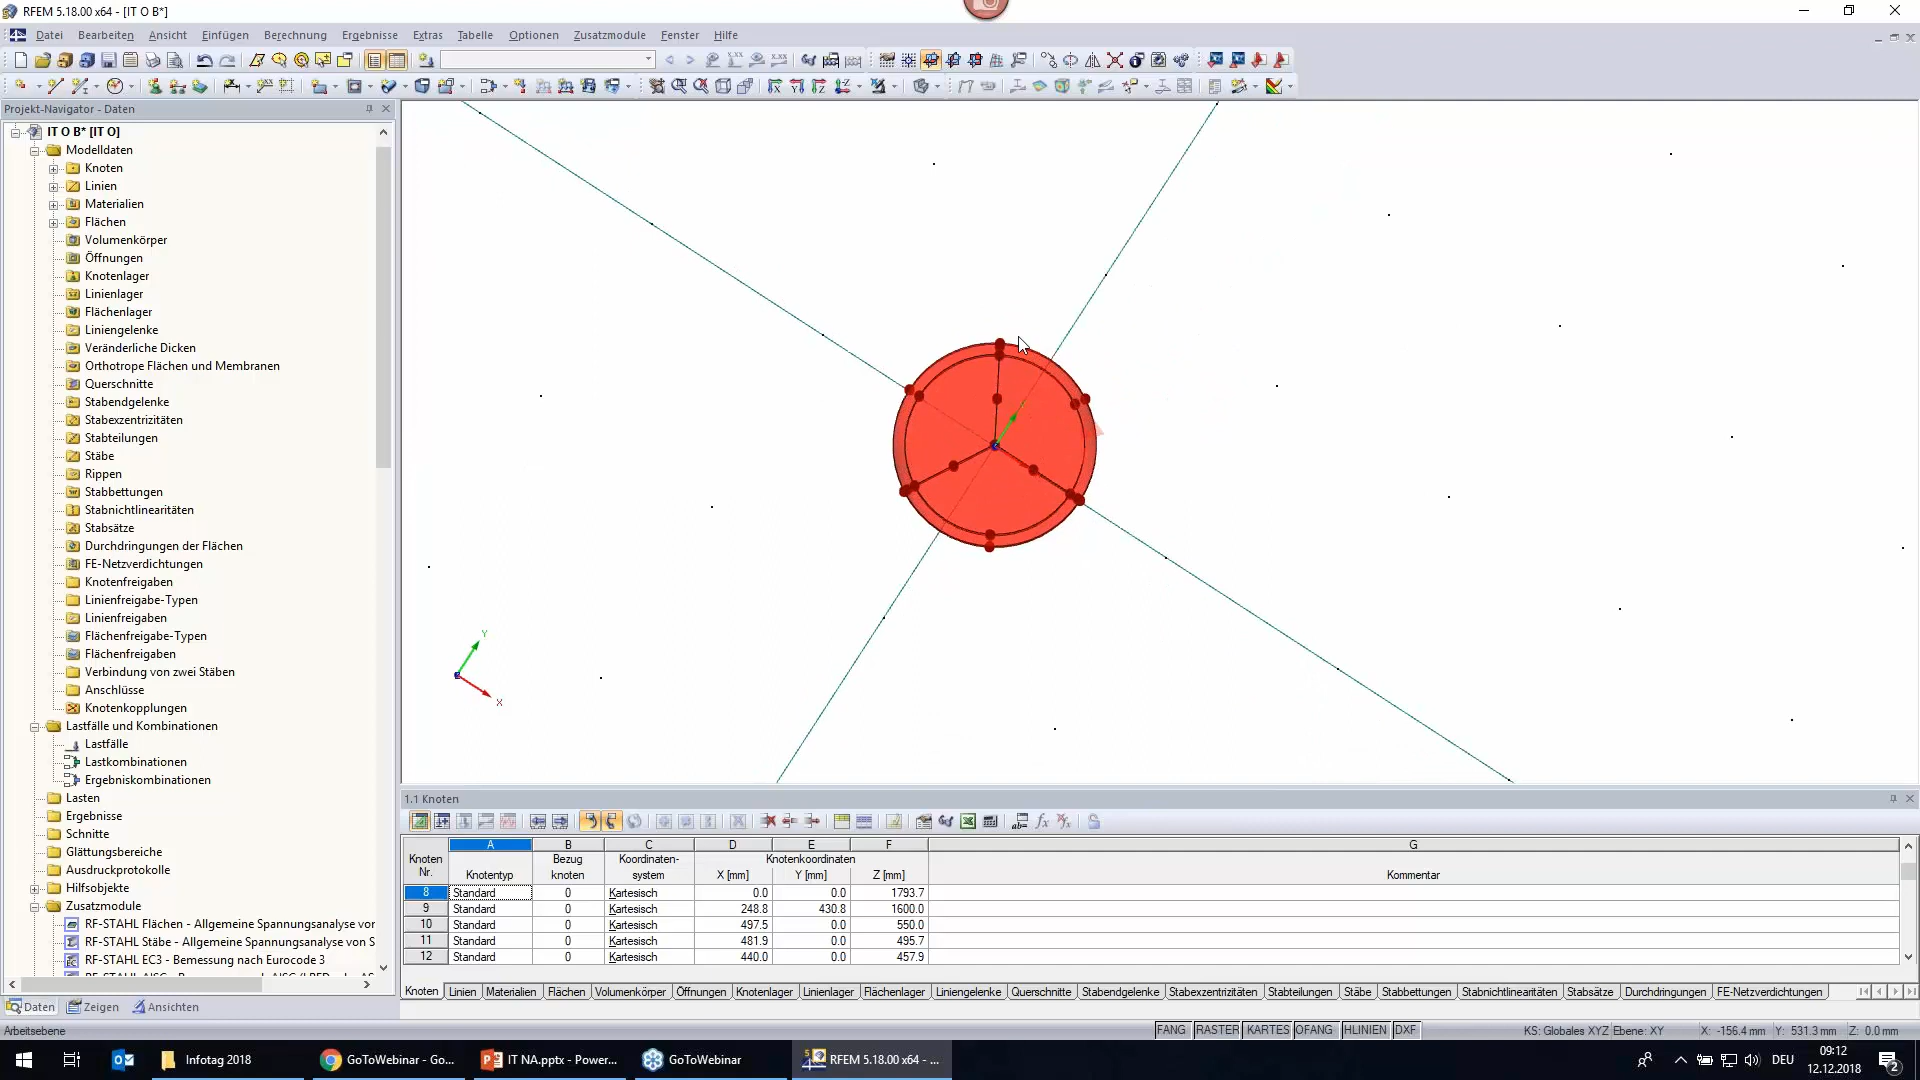 RFEM 5.18.00 x64 - [IT O B*]
Datei Bearbeiten Ansicht Einfügen Berechnung Ergebnisse Extras Tabelle Optionen Zusatzmodule Fenster Hilfe
Projekt-Navigator - Daten
IT O B* [IT O]
Modelldaten
Knoten
Linien
Materialien
Flächen
Volumenkörper
Öffnungen
Knotenlager
Linienlager
Flächenlager
Liniengelenke
Veränderliche Dicken
Orthotrope Flächen und Membranen
Querschnitte
Stabendgelenke
Stabexzentrizitäten
Stabteilungen
Stäbe
Rippen
Stabbettungen
Stabnichtlinearitäten
Stabsätze
Durchdringungen der Flächen
FE-Netzverdichtungen
Knotenfreigaben
Linienfreigabe-Typen
Linienfreigaben
Flächenfreigabe-Typen
Flächenfreigaben
Verbindung von zwei Stäben
Anschlüsse
Knotenkopplungen
Lastfälle und Kombinationen
Lastfälle
Lastkombinationen
Ergebniskombinationen
Lasten
Ergebnisse
Schnitte
Glättungsbereiche
Ausdruckprotokolle
Hilfsobjekte
Zusatzmodule
RF-STAHL Flächen - Allgemeine Spannungsanalyse vor
RF-STAHL Stäbe - Allgemeine Spannungsanalyse von S
RF-STAHL EC3 - Bemessung nach Eurocode 3
Daten Zeigen Ansichten
Y
X
1.1 Knoten
A B C D E F G
Knoten Bezug Koordinaten- Knotenkoordinaten
Nr. Knotentyp knoten system X [mm] Y [mm] Z [mm] Kommentar
8 Standard 0 Kartesisch 0.0 0.0 1793.7
9 Standard 0 Kartesisch 248.8 430.8 1600.0
10 Standard 0 Kartesisch 497.5 0.0 550.0
11 Standard 0 Kartesisch 481.9 0.0 495.7
12 Standard 0 Kartesisch 440.0 0.0 457.9
Knoten Linien Materialien Flächen Volumenkörper Öffnungen Knotenlager Linienlager Flächenlager Liniengelenke Querschnitte Stabendgelenke Stabexzentrizitäten Stabteilungen Stäbe Stabbettungen Stabnichtlinearitäten Stabsätze Durchdringungen FE-Netzverdichtungen
Arbeitsebene FANG RASTER KARTES OFANG HLINIEN DXF KS: Globales XYZ Ebene: XY X: -156.4 mm Y: 531.3 mm Z: 0.0 mm
Infotag 2018 GoToWebinar - Go... IT NA.pptx - Power... GoToWebinar RFEM 5.18.00 x64 - ... DEU 09:12
12.12.2018 2